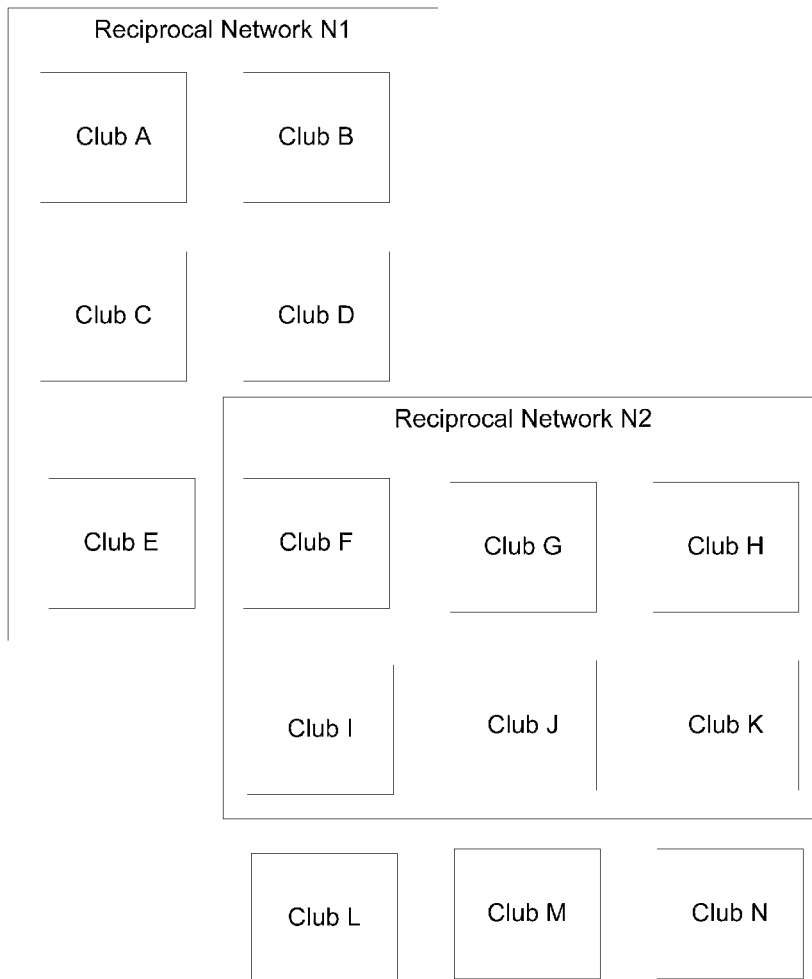 Reciprocal Network N1
Club A
Club B
Club C
Club D
Reciprocal Network N2
Club E
Club F
Club G
Club H
Club I
Club J
Club K
Club L
Club M
Club N